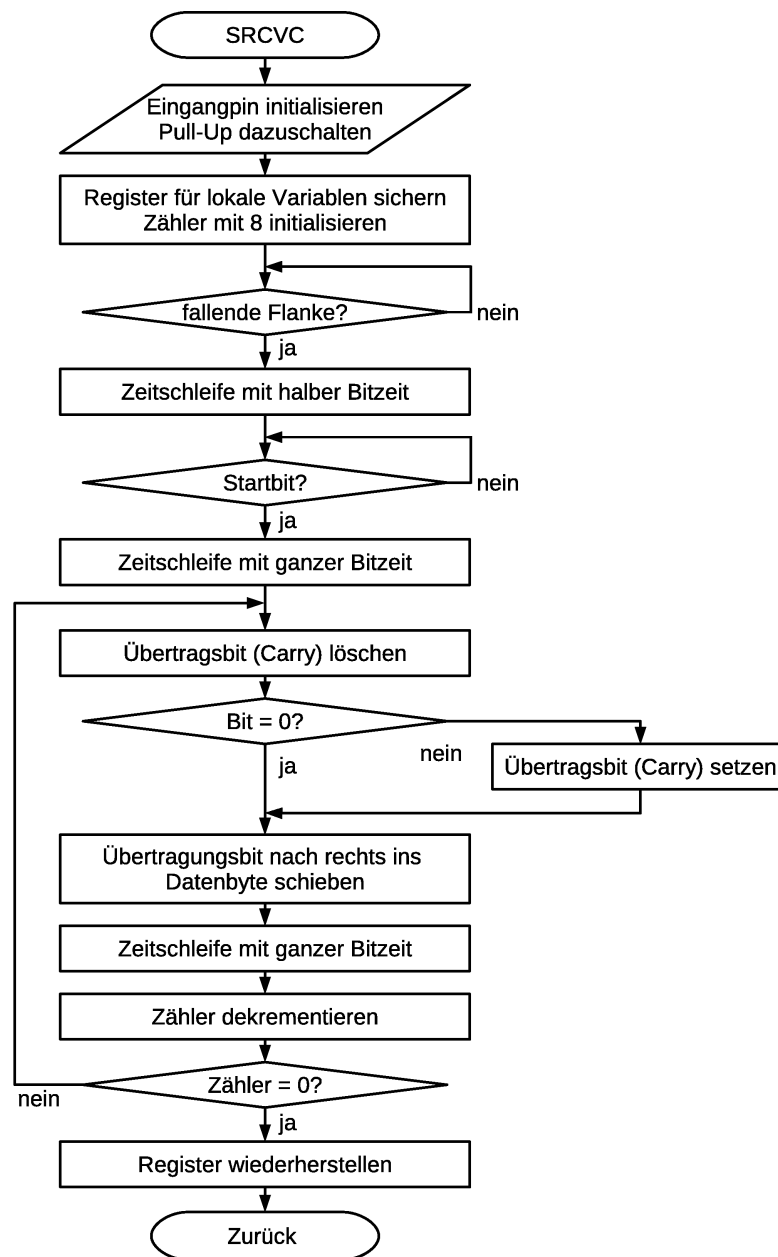 SRCVC
Eingangpin initialisieren
Pull-Up dazuschalten
Register für lokale Variablen sichern
Zähler mit 8 initialisieren
fallende Flanke?
nein
ja
Zeitschleife mit halber Bitzeit
Startbit?
nein
ja
Zeitschleife mit ganzer Bitzeit
Übertragsbit (Carry) löschen
Bit = 0?
nein
ja
Übertragsbit (Carry) setzen
Übertragungsbit nach rechts ins
Datenbyte schieben
Zeitschleife mit ganzer Bitzeit
Zähler dekrementieren
Zähler = 0?
nein
ja
Register wiederherstellen
Zurück